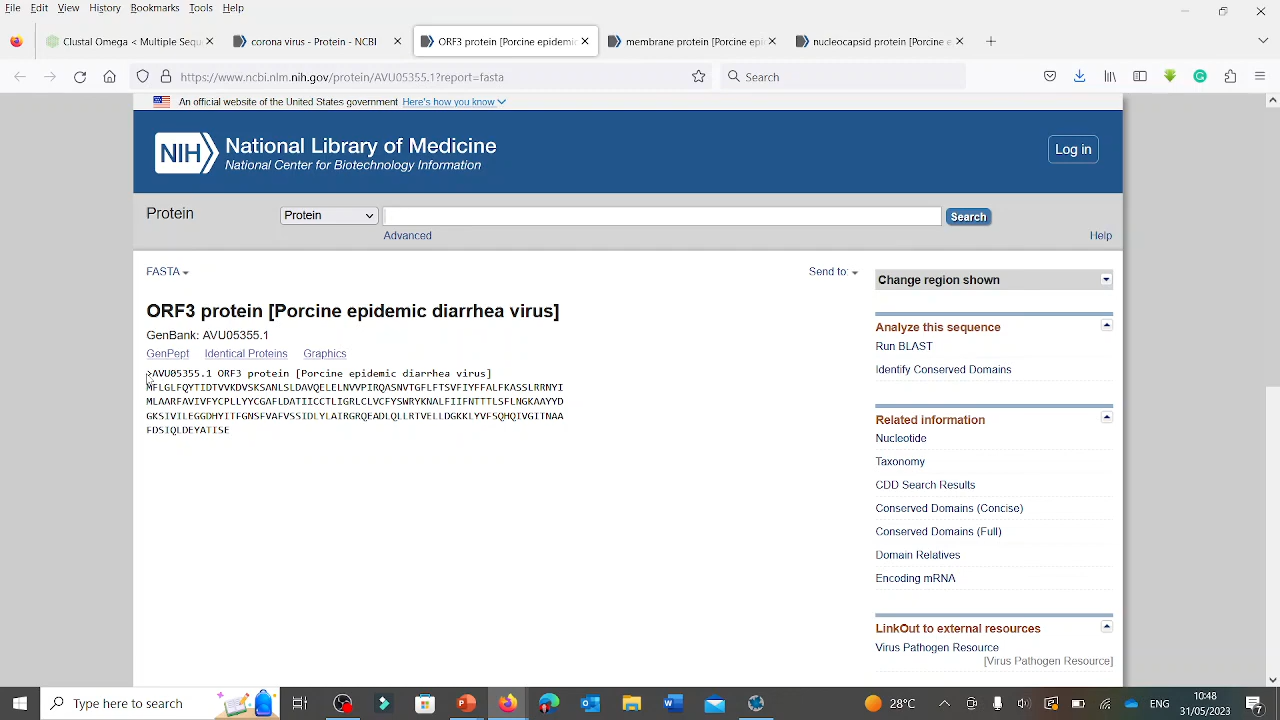 File Edit View History Bookmarks Tools Help
Clustal Omega < Multiple Sequ
corona virus - Protein - NCBI
ORF3 protein [Porcine epidemic
membrane protein [Porcine epi
nucleocapsid protein [Porcine e
https://www.ncbi.nlm.nih.gov/protein/AVU05355.1?report=fasta
Search
An official website of the United States government Here's how you know
NIH National Library of Medicine
National Center for Biotechnology Information
Log in
Protein
Protein
Search
Advanced
Help
FASTA
Send to:
ORF3 protein [Porcine epidemic diarrhea virus]
GenBank: AVU05355.1
GenPept Identical Proteins Graphics
>AVU05355.1 ORF3 protein [Porcine epidemic diarrhea virus]
MFLGLFQYTIDTVVKDVSKSANLSLDAVQELELNVVPIRQASNVTGFLFTSVFIYFFALFKASSLRRNYI
MLAARFAVIVFYCPLLYYCGAFLDATIICCTLIGRLCLVCFYSWRYKNALFIIFNTTTLSFLNGKAAYYD
GKSIVILEGGDHYITFGNSFVAFVSSIDLYLAIRGRQEADLQLLRTVELLDGKKLYVFSQHQIVGITNAA
FDSIQLDEYATISE
Change region shown
Analyze this sequence
Run BLAST
Identify Conserved Domains
Related information
Nucleotide
Taxonomy
CDD Search Results
Conserved Domains (Concise)
Conserved Domains (Full)
Domain Relatives
Encoding mRNA
LinkOut to external resources
Virus Pathogen Resource
[Virus Pathogen Resource]
Type here to search
28°C
10:48
31/05/2023